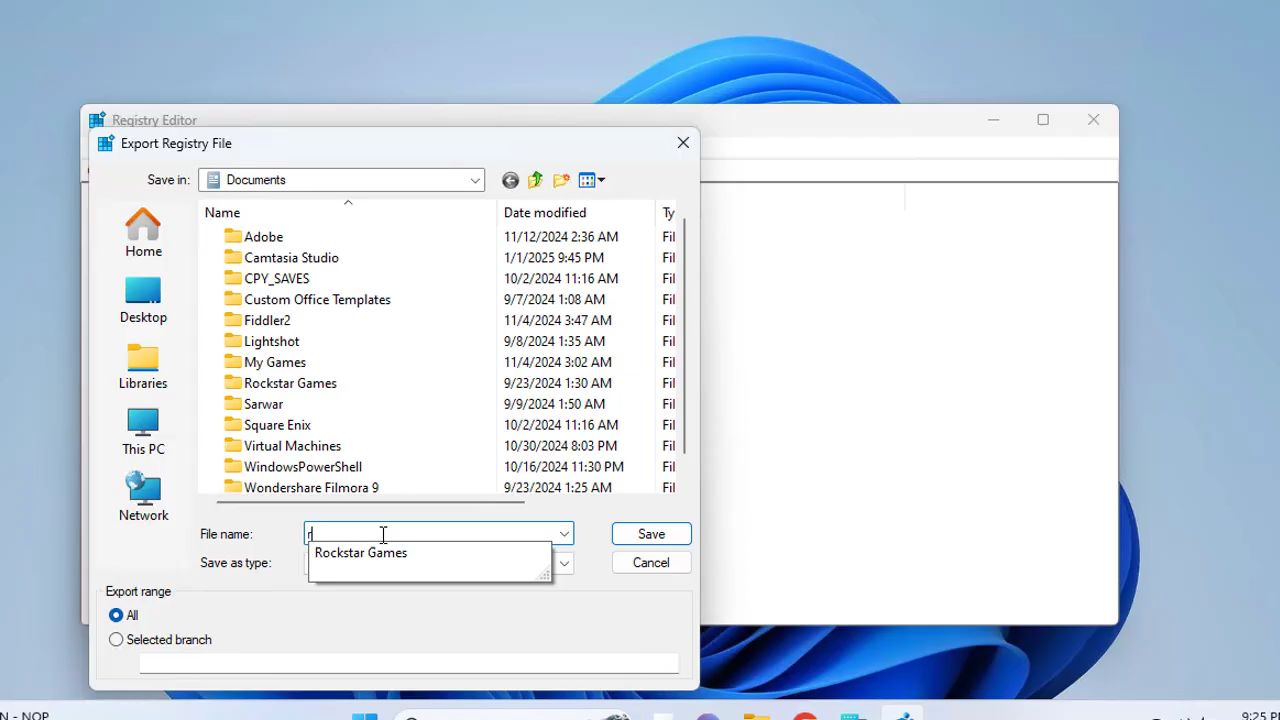 Registry Editor
Export Registry File
Save in: Documents
Name Date modified Ty
Adobe 11/12/2024 2:36 AM Fil
Camtasia Studio 1/1/2025 9:45 PM Fil
CPY_SAVES 10/2/2024 11:16 AM Fil
Custom Office Templates 9/7/2024 1:08 AM Fil
Fiddler2 11/4/2024 3:47 AM Fil
Lightshot 9/8/2024 1:35 AM Fil
My Games 11/4/2024 3:02 AM Fil
Rockstar Games 9/23/2024 1:30 AM Fil
Sarwar 9/9/2024 1:50 AM Fil
Square Enix 10/2/2024 11:16 AM Fil
Virtual Machines 10/30/2024 8:03 PM Fil
WindowsPowerShell 10/16/2024 11:30 PM Fil
Wondershare Filmora 9 9/23/2024 1:25 AM Fil
Home
Desktop
Libraries
This PC
Network
File name: r Save
Rockstar Games
Save as type: Cancel
Export range
All
Selected branch
N - NOP 9:25 P